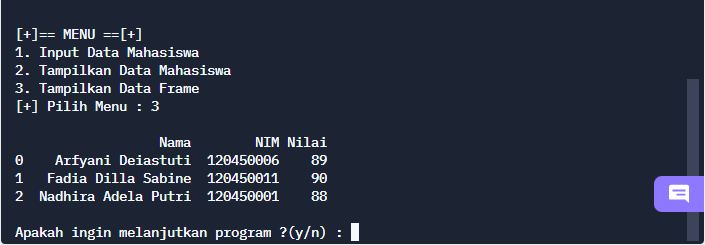 [+]== MENU ==[+]
1. Input Data Mahasiswa
2. Tampilkan Data Mahasiswa
3. Tampilkan Data Frame
[+] Pilih Menu : 3
Nama NIM Nilai
0 Arfyani Deiastuti 120450006 89
1 Fadia Dilla Sabine 120450011 90
2 Nadhira Adela Putri 120450001 88
Apakah ingin melanjutkan program ?(y/n) :